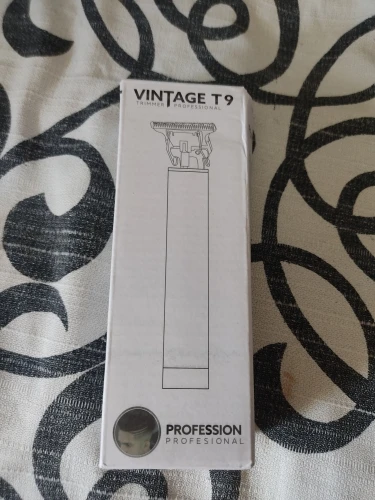 VINTAGE T9
TRIMMER PROFESSIONAL
PROFESSION
PROFESIONAL